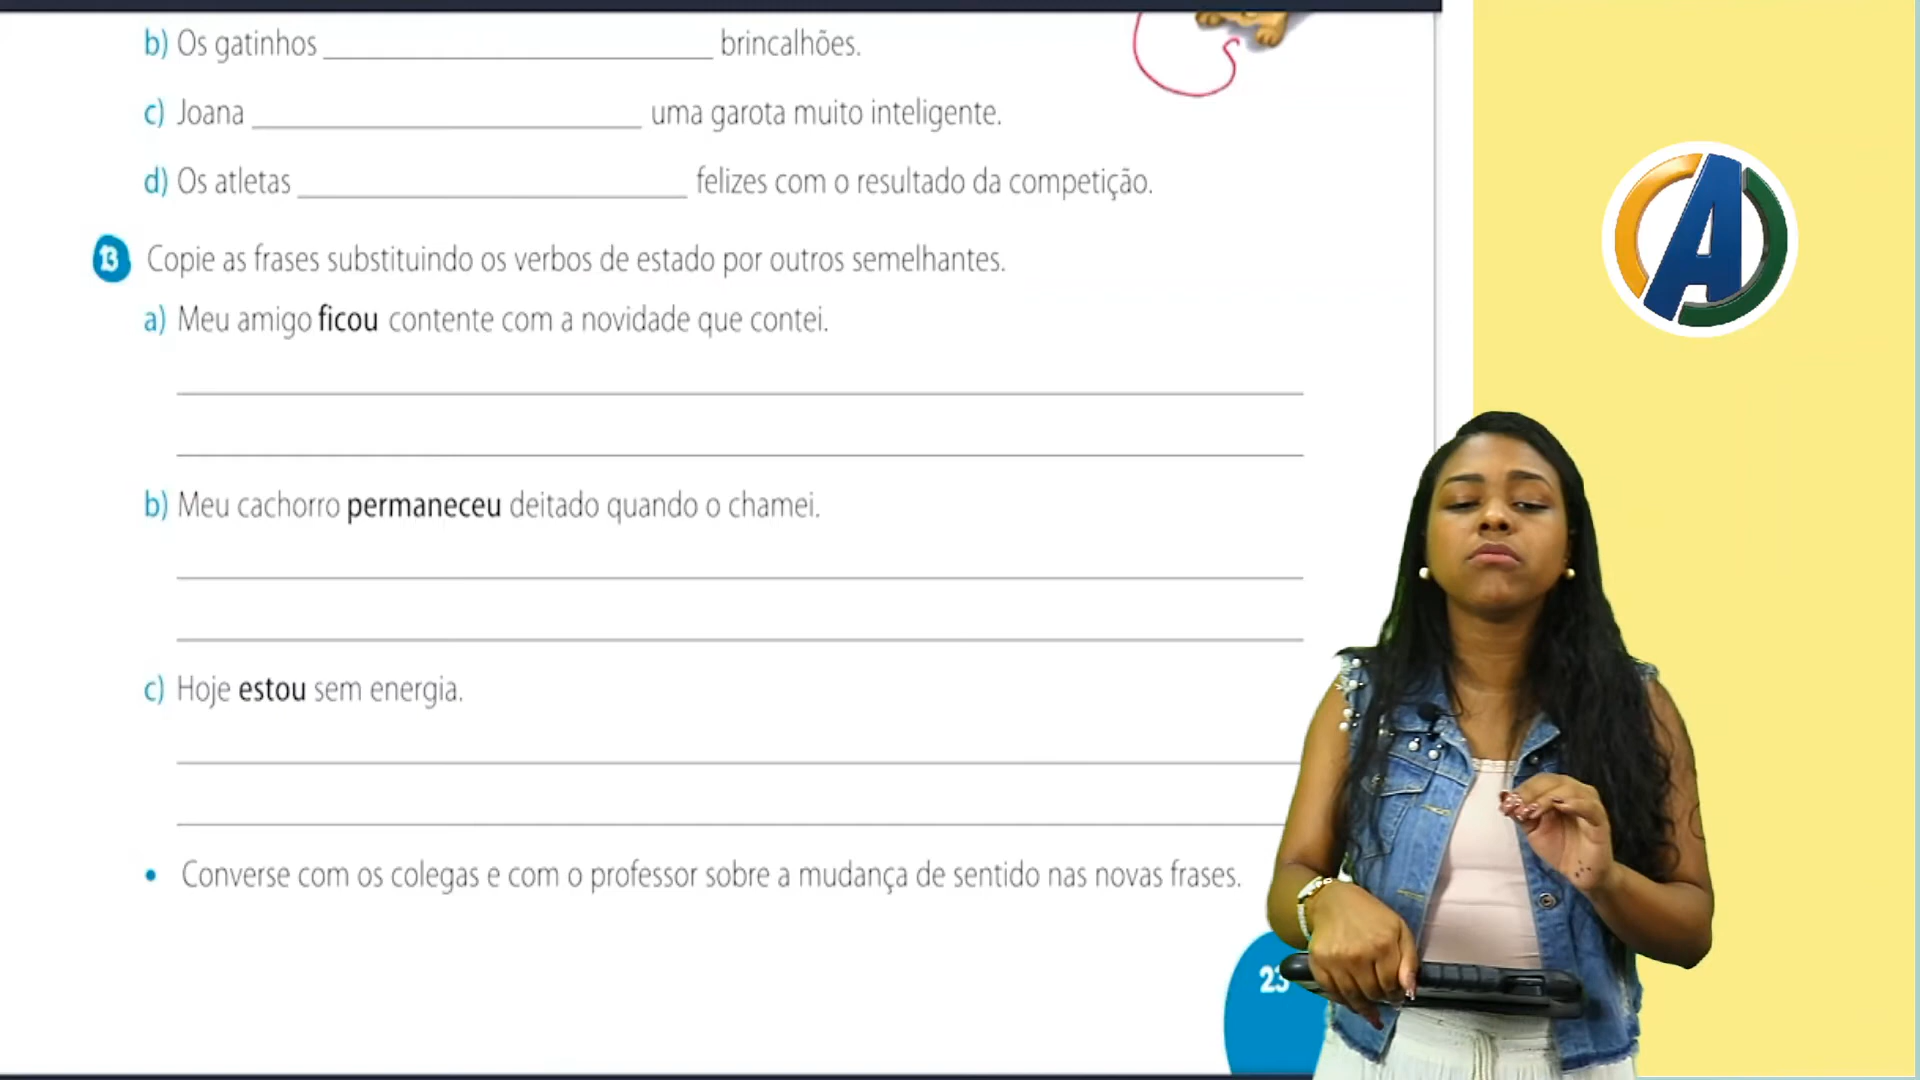 b) Os gatinhos ______ brincalhões.
c) Joana ______ uma garota muito inteligente.
d) Os atletas ______ felizes com o resultado da competição.
13 Copie as frases substituindo os verbos de estado por outros semelhantes.
a) Meu amigo ficou contente com a novidade que contei.
b) Meu cachorro permaneceu deitado quando o chamei.
c) Hoje estou sem energia.
• Converse com os colegas e com o professor sobre a mudança de sentido nas novas frases.
A